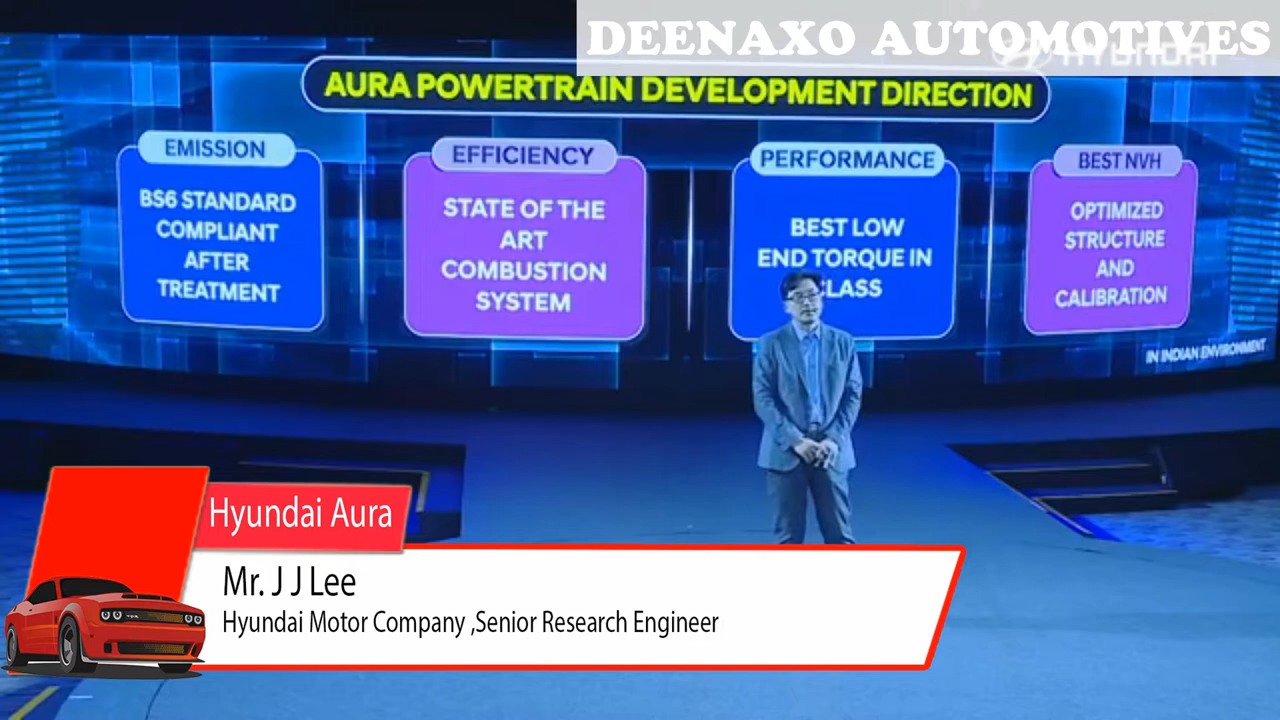 DEENAXO AUTOMOTIVES
HYUNDAI
AURA POWERTRAIN DEVELOPMENT DIRECTION
EMISSION
BS6 STANDARD
COMPLIANT
AFTER
TREATMENT
EFFICIENCY
STATE OF THE
ART
COMBUSTION
SYSTEM
PERFORMANCE
BEST LOW
END TORQUE IN
CLASS
BEST NVH
OPTIMIZED
STRUCTURE
AND
CALIBRATION
IN INDIAN ENVIRONMENT
Hyundai Aura
Mr. J J Lee
Hyundai Motor Company ,Senior Research Engineer